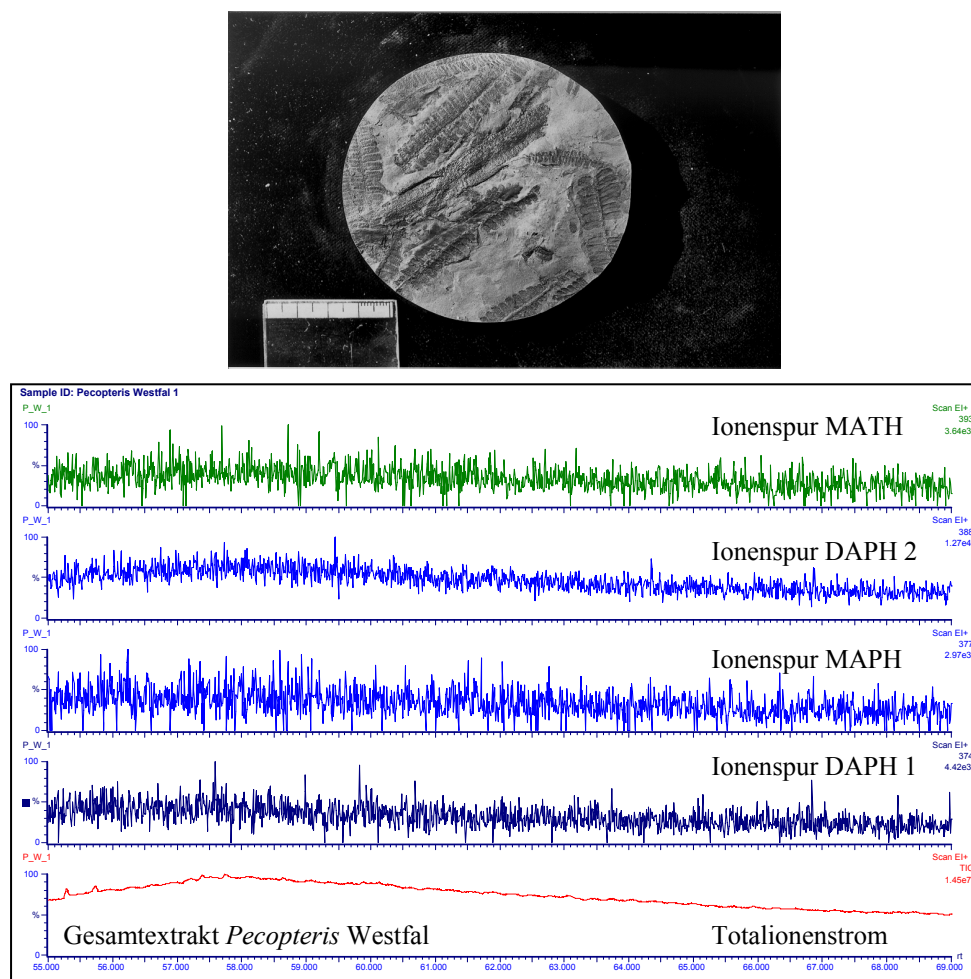 Sample ID: Pecopteris Westfal 1
P_W_1
Scan EI+
393
3.64e3
Ionenspur MATH
100
%
0
P_W_1
Scan EI+
388
1.27e4
Ionenspur DAPH 2
100
%
0
P_W_1
Scan EI+
377
2.97e3
Ionenspur MAPH
100
%
0
P_W_1
Scan EI+
374
4.42e3
Ionenspur DAPH 1
100
%
0
P_W_1
Scan EI+
TIC
1.45e7
100
%
0
Gesamtextrakt Pecopteris Westfal
Totalionenstrom
rt
55.000 56.000 57.000 58.000 59.000 60.000 61.000 62.000 63.000 64.000 65.000 66.000 67.000 68.000 69.000